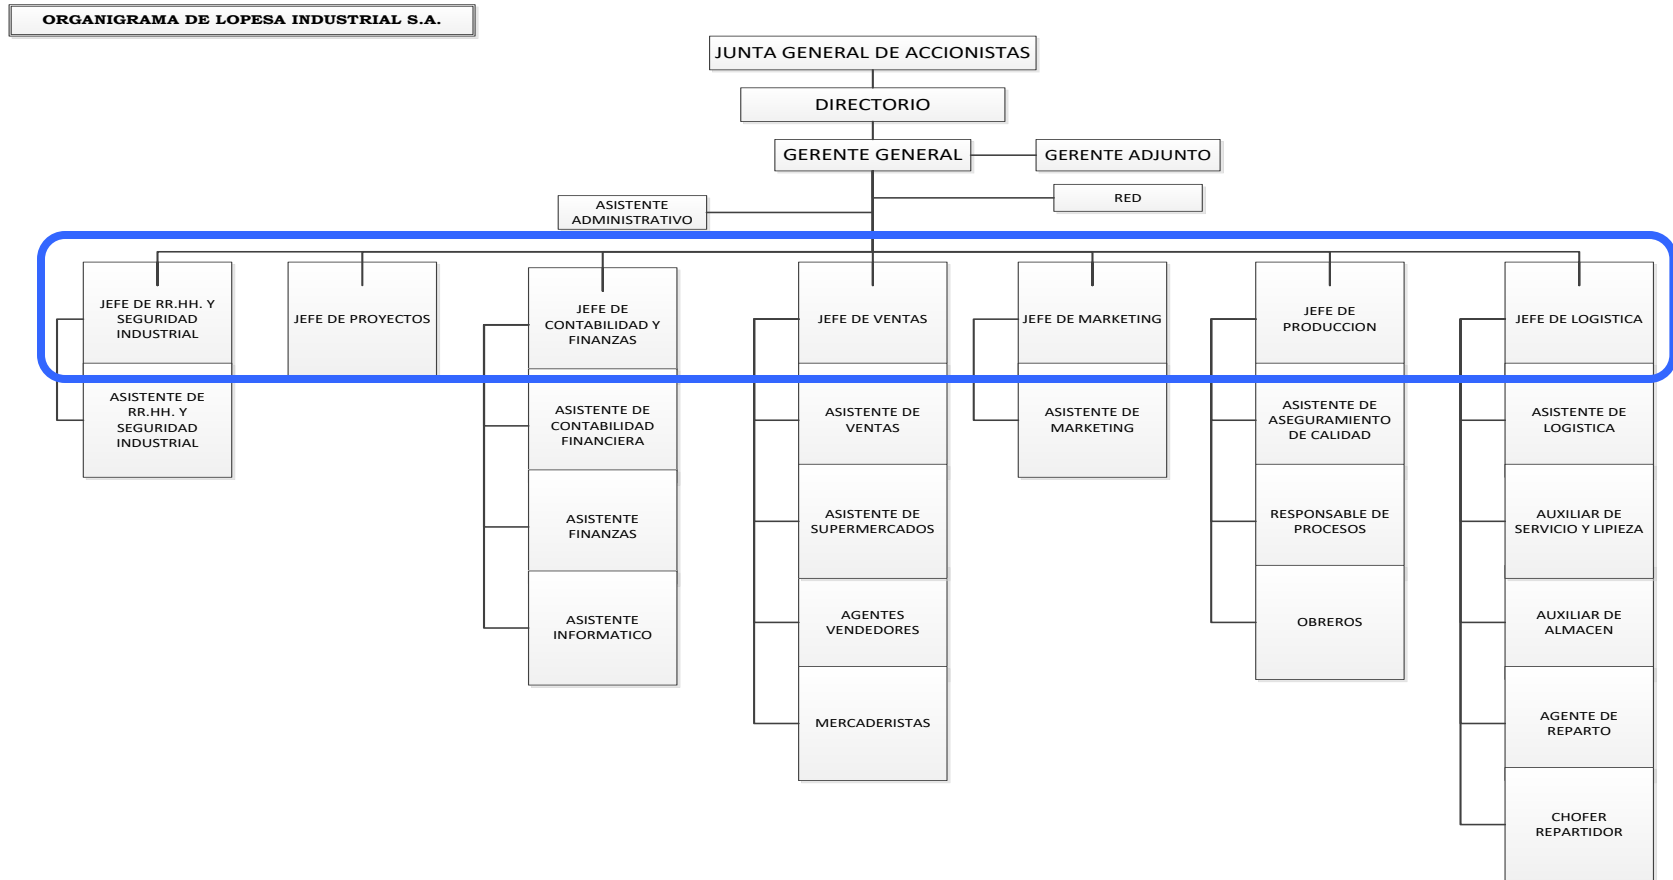 ORGANIGRAMA DE LOPESA INDUSTRIAL S.A.
JUNTA GENERAL DE ACCIONISTAS
DIRECTORIO
GERENTE GENERAL
GERENTE ADJUNTO
RED
ASISTENTE
ADMINISTRATIVO
JEFE DE RR.HH. Y
SEGURIDAD
INDUSTRIAL
ASISTENTE DE
RR.HH. Y
SEGURIDAD
INDUSTRIAL
JEFE DE PROYECTOS
JEFE DE
CONTABILIDAD Y
FINANZAS
ASISTENTE DE
CONTABILIDAD
FINANCIERA
ASISTENTE
FINANZAS
ASISTENTE
INFORMATICO
JEFE DE VENTAS
ASISTENTE DE
VENTAS
ASISTENTE DE
SUPERMERCADOS
AGENTES
VENDEDORES
MERCADERISTAS
JEFE DE MARKETING
ASISTENTE DE
MARKETING
JEFE DE
PRODUCCION
ASISTENTE DE
ASEGURAMIENTO
DE CALIDAD
RESPONSABLE DE
PROCESOS
OBREROS
JEFE DE LOGISTICA
ASISTENTE DE
LOGISTICA
AUXILIAR DE
SERVICIO Y LIPIEZA
AUXILIAR DE
ALMACEN
AGENTE DE
REPARTO
CHOFER
REPARTIDOR